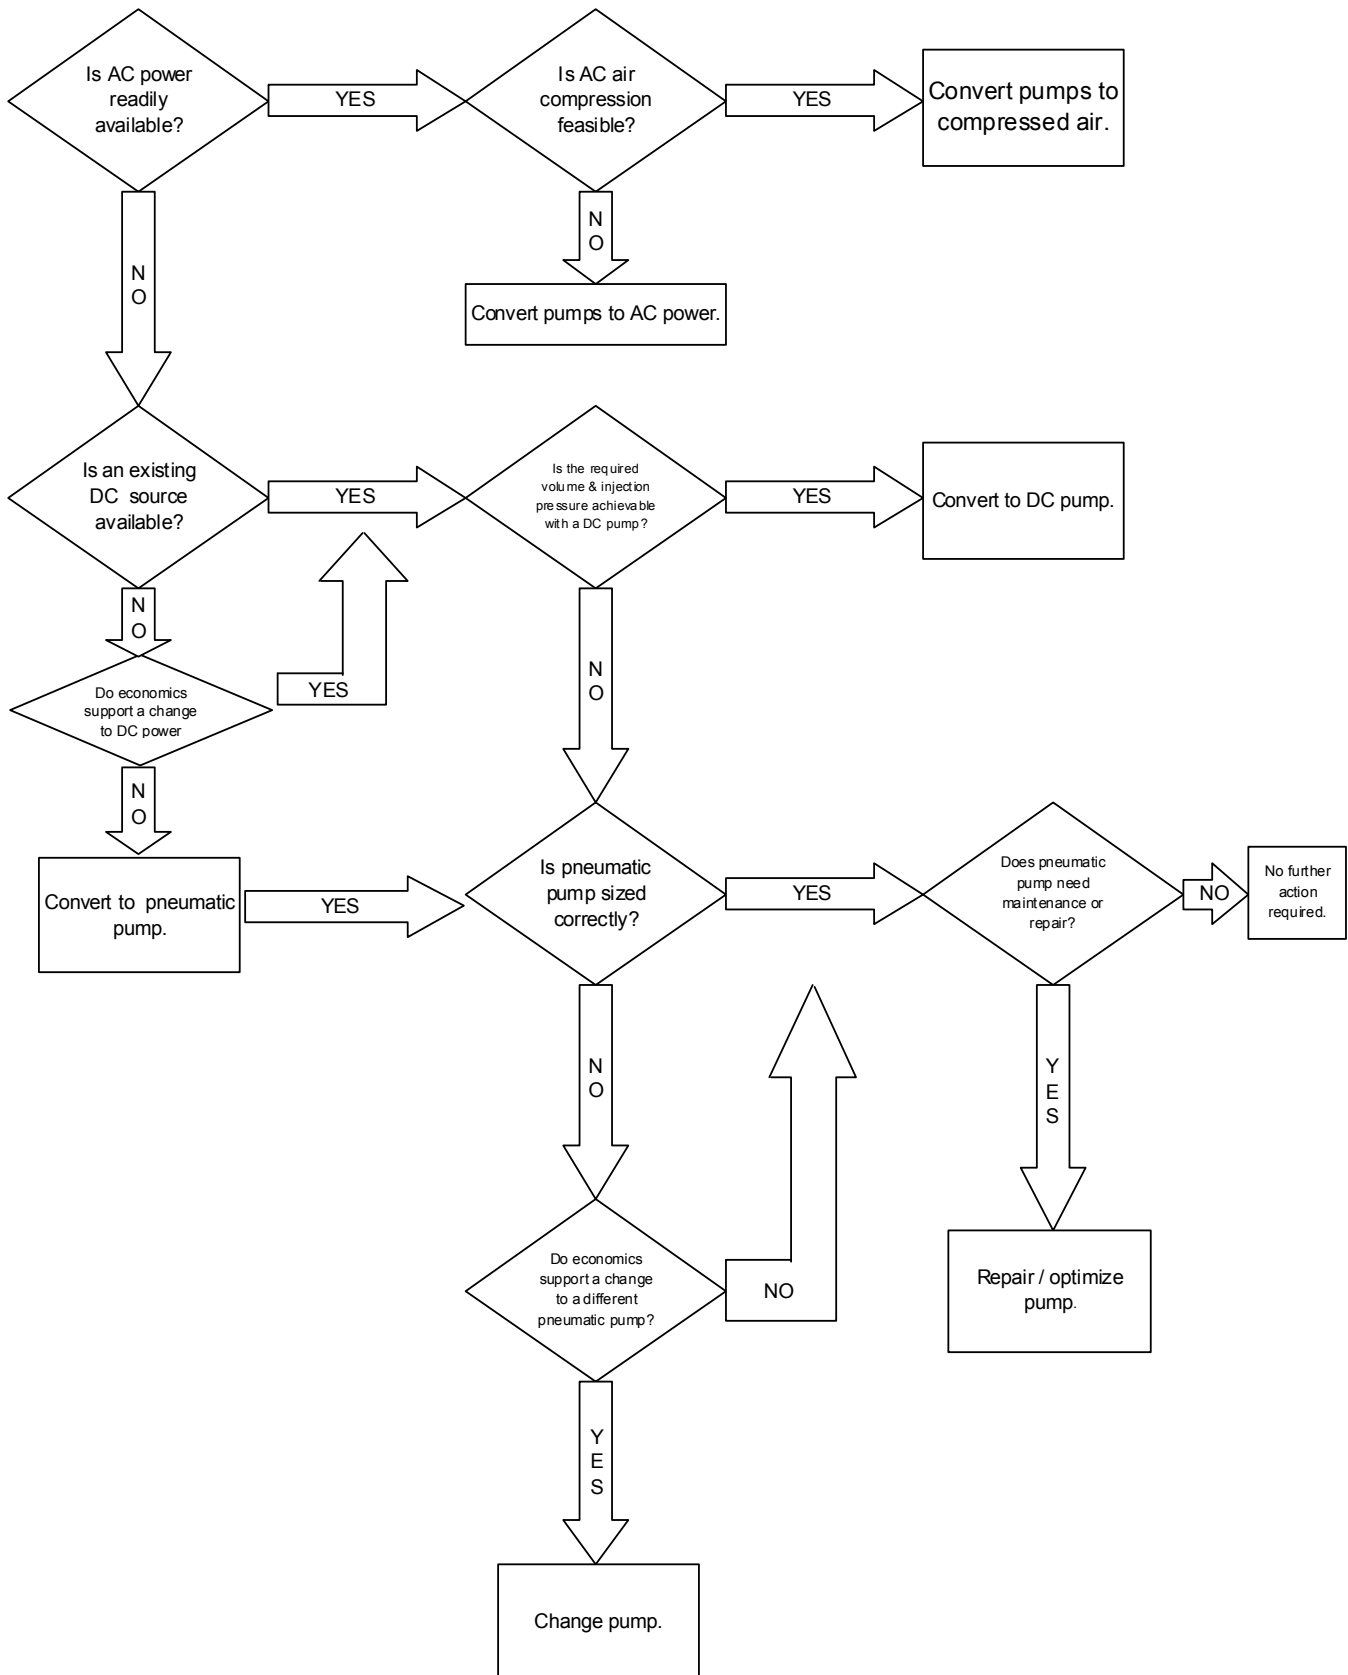 Is AC power
readily
available?
YES
Is AC air
compression
feasible?
YES
Convert pumps to
compressed air.
N
O
N
O
Convert pumps to AC power.
Is an existing
DC source
available?
YES
Is the required
volume & injection
pressure achievable
with a DC pump?
YES
Convert to DC pump.
N
O
Do economics
support a change
to DC power
YES
N
O
N
O
Convert to pneumatic
pump.
YES
Is pneumatic
pump sized
correctly?
YES
Does pneumatic
pump need
maintenance or
repair?
NO
No further
action
required.
N
O
Y
E
S
Do economics
support a change
to a different
pneumatic pump?
NO
Repair / optimize
pump.
Y
E
S
Change pump.